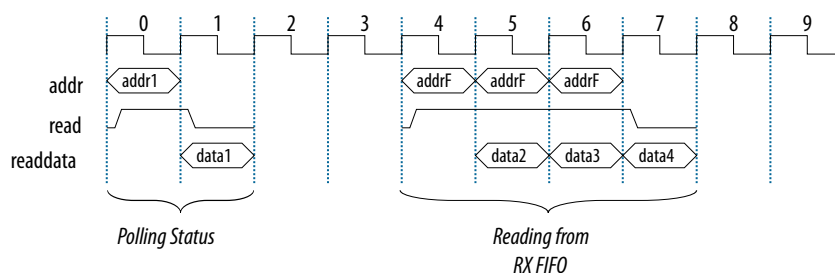 0 1 2 3 4 5 6 7 8 9
addr addr1 addrF addrF addrF
read
readdata data1 data2 data3 data4
Polling Status Reading from
RX FIFO